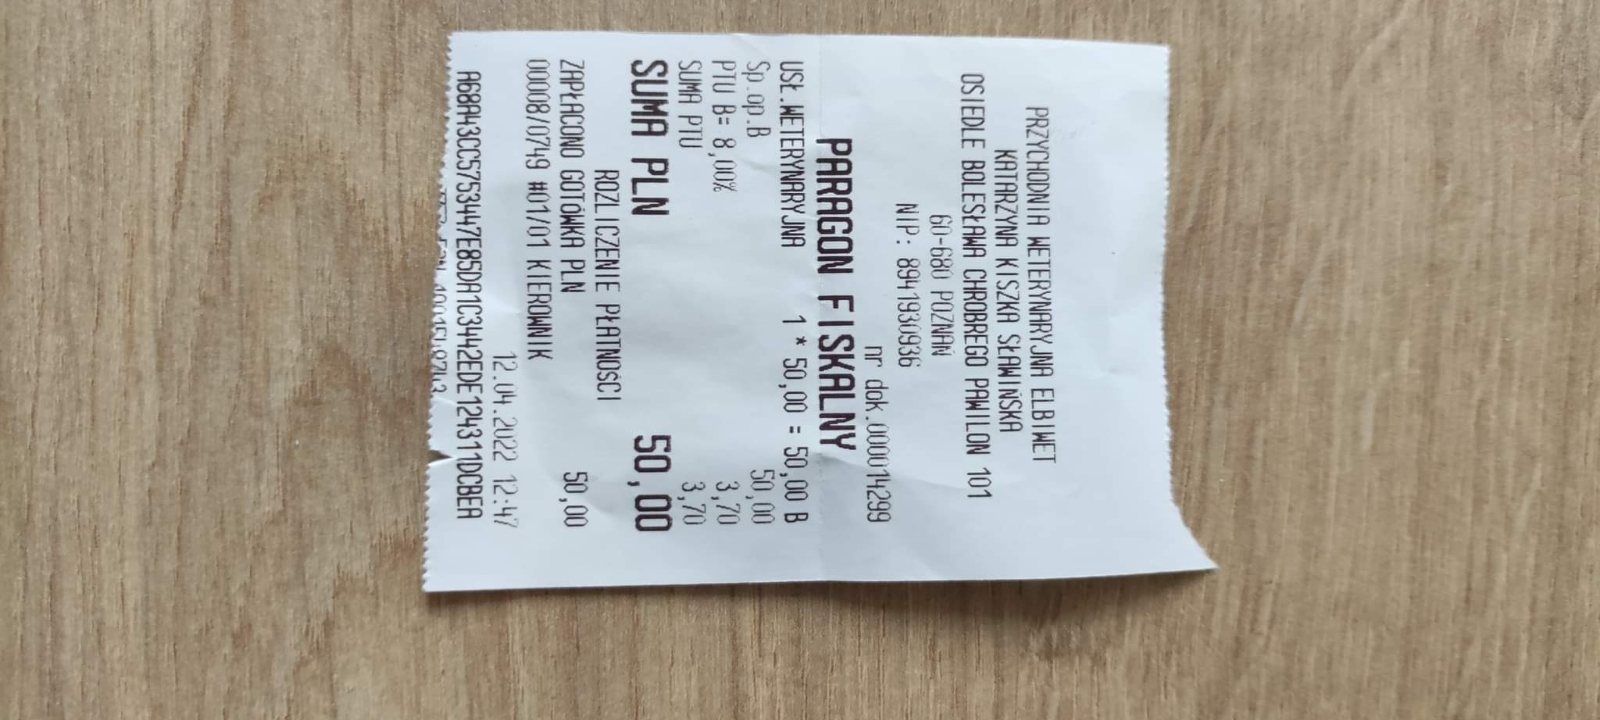 PRZYCHODNIA WETERYNARYJNA ELBIWET
KATARZYNA KISZKA SŁAWIŃSKA
OSIEDLE BOLESŁAWA CHROBREGO PAWILON 101
60-680 POZNAŃ
NIP: 8941930936
nr dok.000014299
PARAGON FISKALNY
USŁ.WETERYNARYJNA 1 * 50,00 = 50,00 B
Sp.op.B 50,00
PTU B= 8,00% 3,70
SUMA PTU 3,70
SUMA PLN 50,00
ROZLICZENIE PŁATNOŚCI
ZAPŁACONO GOTÓWKA PLN 50,00
00008/0749 #01/01 KIEROWNIK
12.04.2022 12:47
A68A43CC5753447E85DA1C3442EDE124311DCBEA